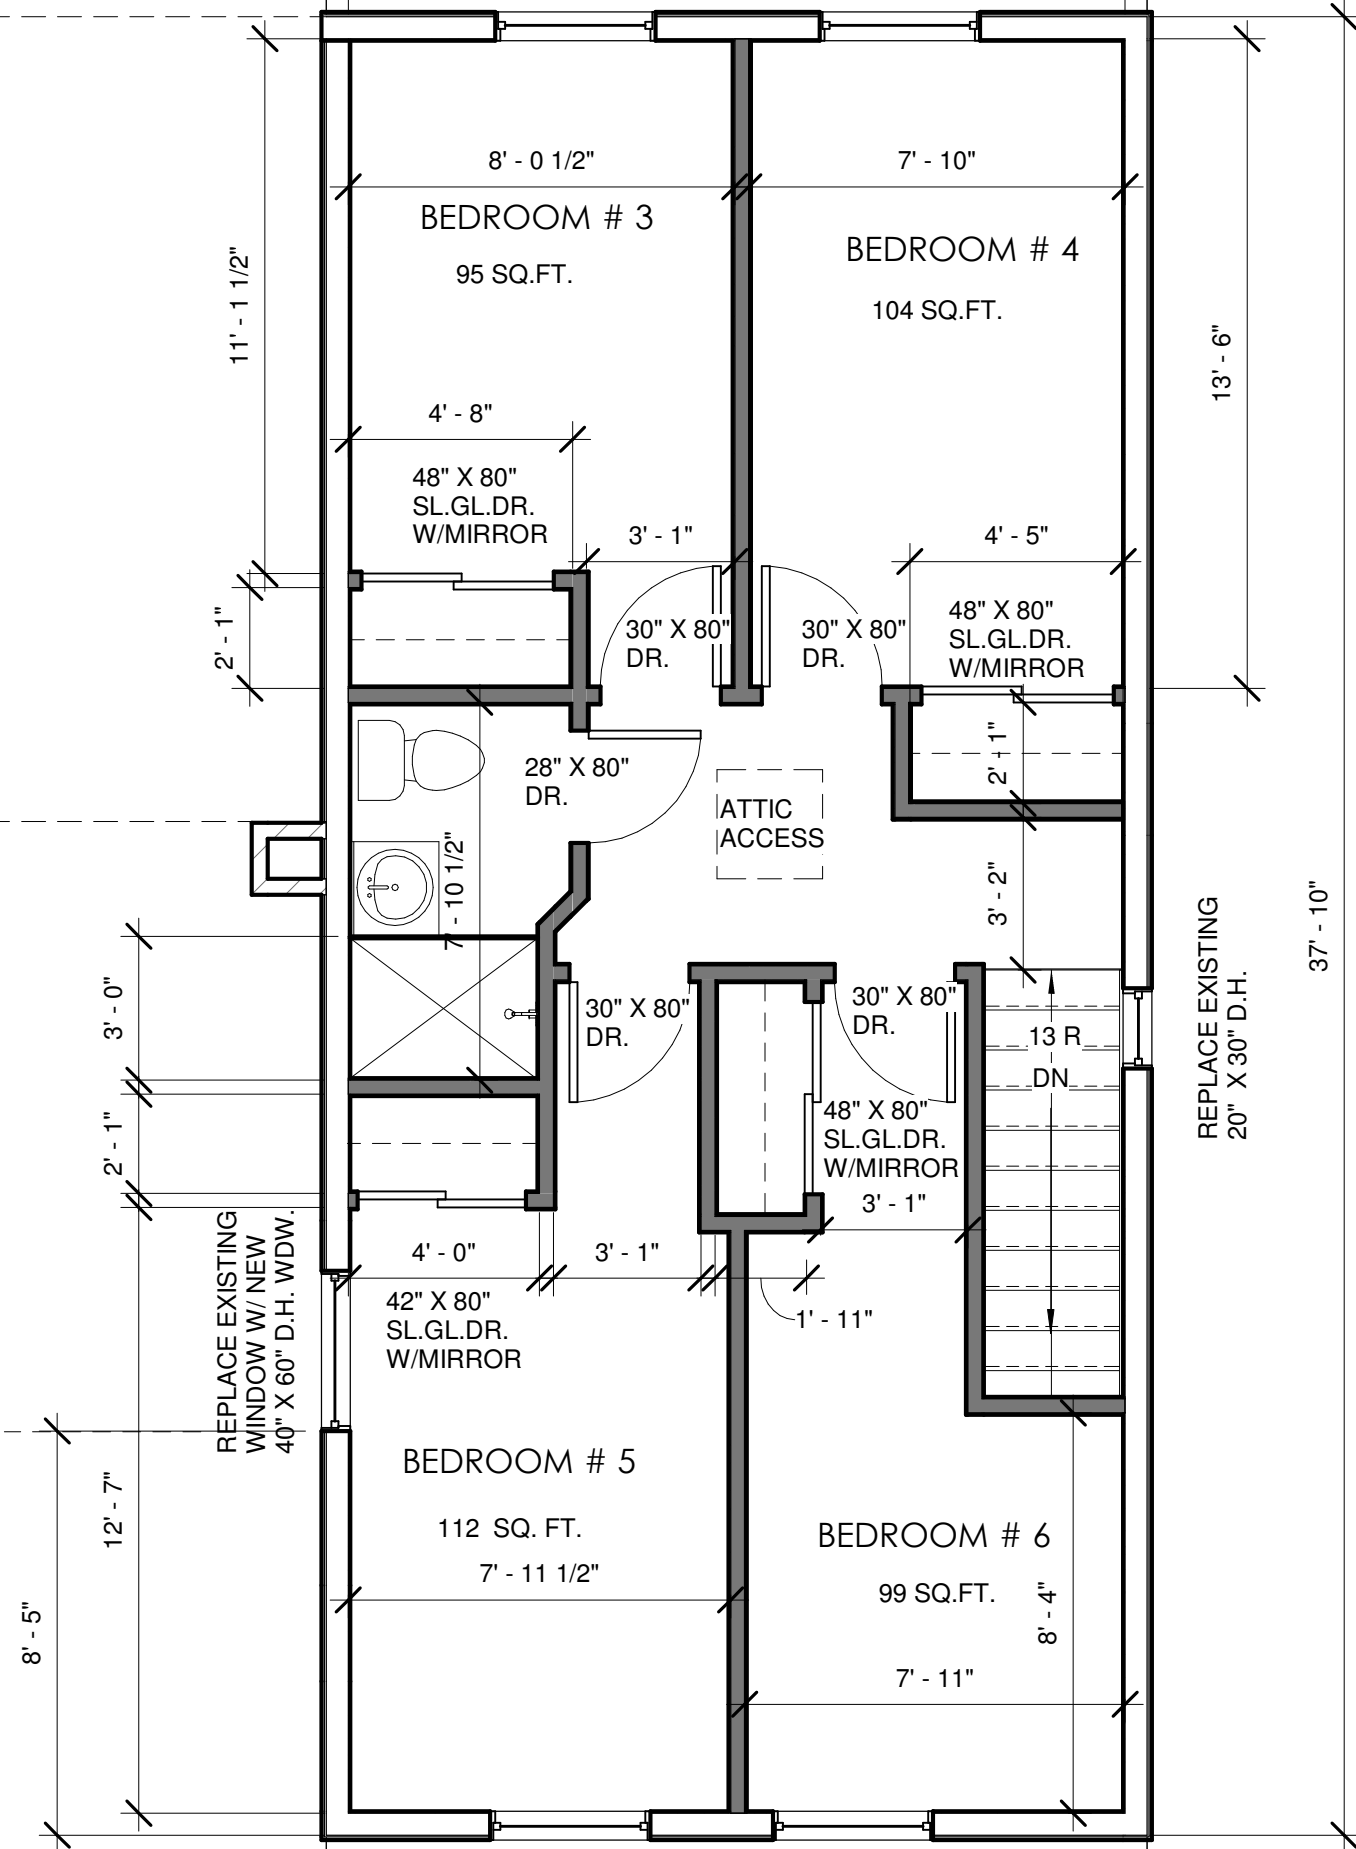 8' - 0 1/2"
7' - 10"
BEDROOM # 3
95 SQ.FT.
BEDROOM # 4
104 SQ.FT.
11' - 1 1/2"
13' - 6"
4' - 8"
48" X 80"
SL.GL.DR.
W/MIRROR
3' - 1"
4' - 5"
2' - 1"
30" X 80"
DR.
30" X 80"
DR.
48" X 80"
SL.GL.DR.
W/MIRROR
28" X 80"
DR.
2' - 1"
ATTIC
ACCESS
7' - 10 1/2"
3' - 2"
REPLACE EXISTING
20" X 30" D.H.
37' - 10"
3' - 0"
30" X 80"
DR.
30" X 80"
DR.
13 R
DN
2' - 1"
48" X 80"
SL.GL.DR.
W/MIRROR
3' - 1"
REPLACE EXISTING
WINDOW W/ NEW
40" X 60" D.H. WDW.
4' - 0"
3' - 1"
1' - 11"
42" X 80"
SL.GL.DR.
W/MIRROR
BEDROOM # 5
112 SQ. FT.
7' - 11 1/2"
12' - 7"
8' - 5"
BEDROOM # 6
99 SQ.FT.
8' - 4"
7' - 11"